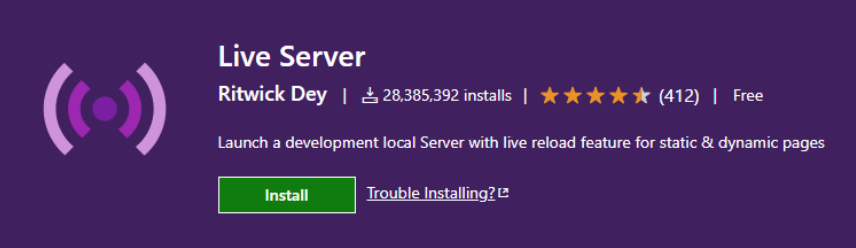 Live Server
Ritwick Dey | 28,385,392 installs | (412) | Free
Launch a development local Server with live reload feature for static & dynamic pages
Install Trouble Installing?